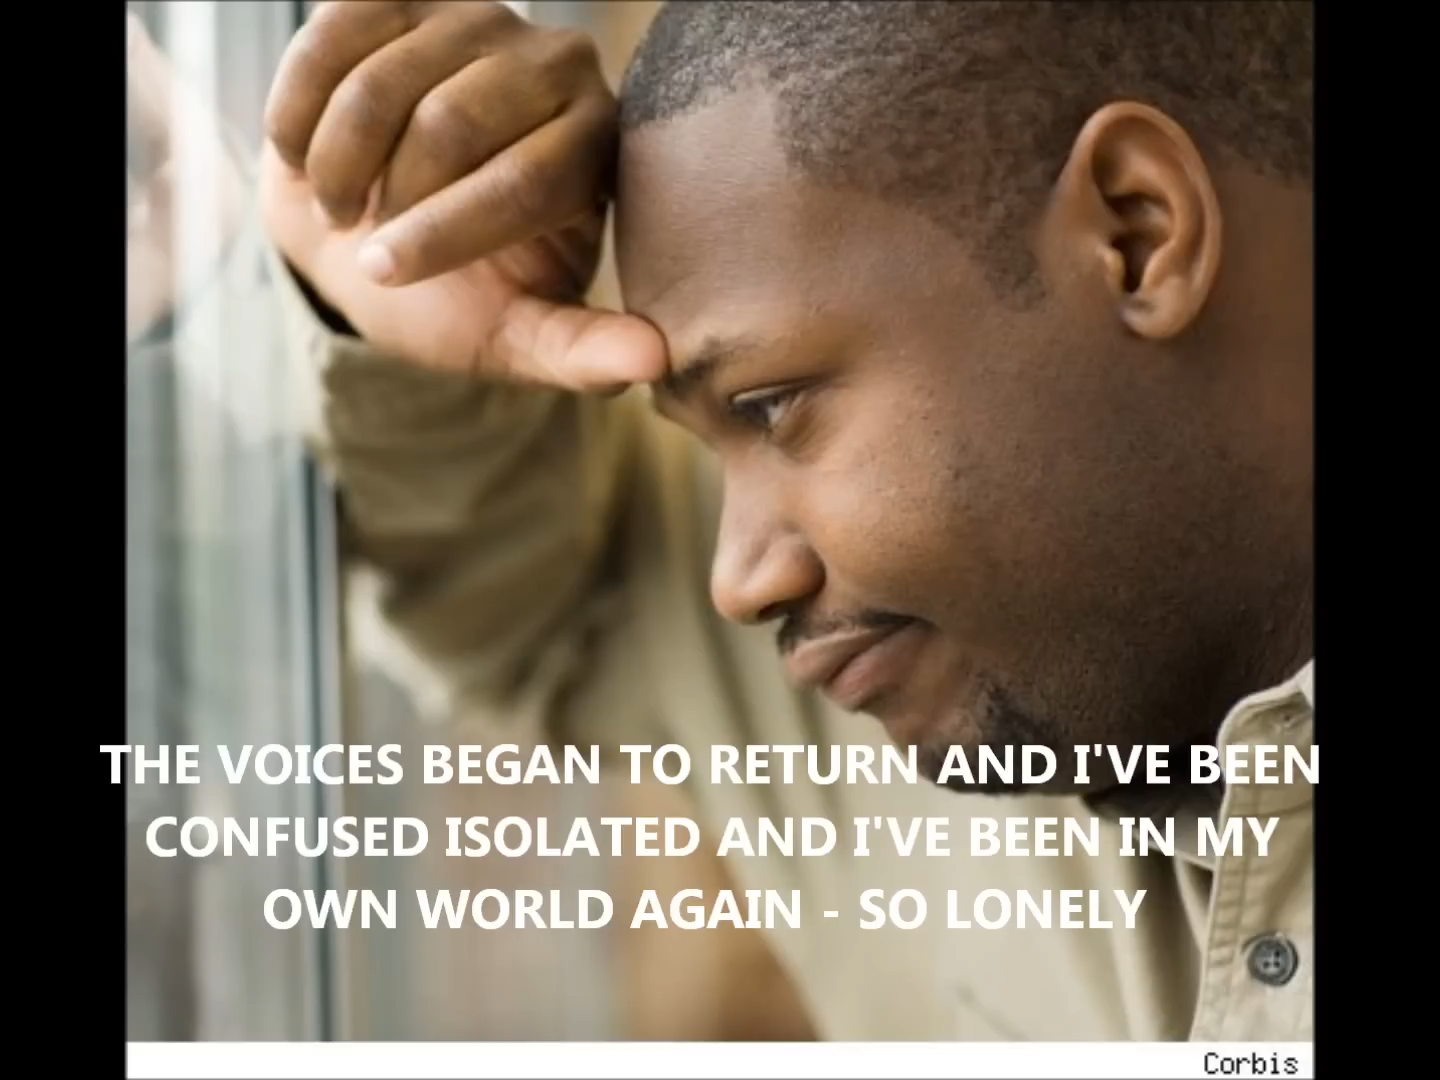 THE VOICES BEGAN TO RETURN AND I'VE BEEN
CONFUSED ISOLATED AND I'VE BEEN IN MY
OWN WORLD AGAIN - SO LONELY
Corbis